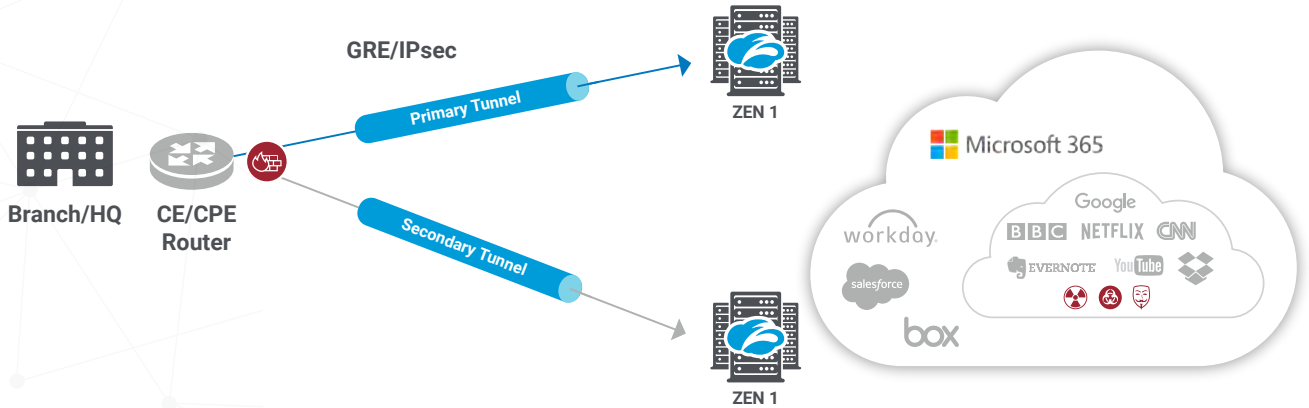 GRE/IPsec
Primary Tunnel
ZEN 1
Branch/HQ
CE/CPE
Router
Secondary Tunnel
ZEN 1
Microsoft 365
Google
workday.
BBC NETFLIX CNN
EVERNOTE YouTube
salesforce
box